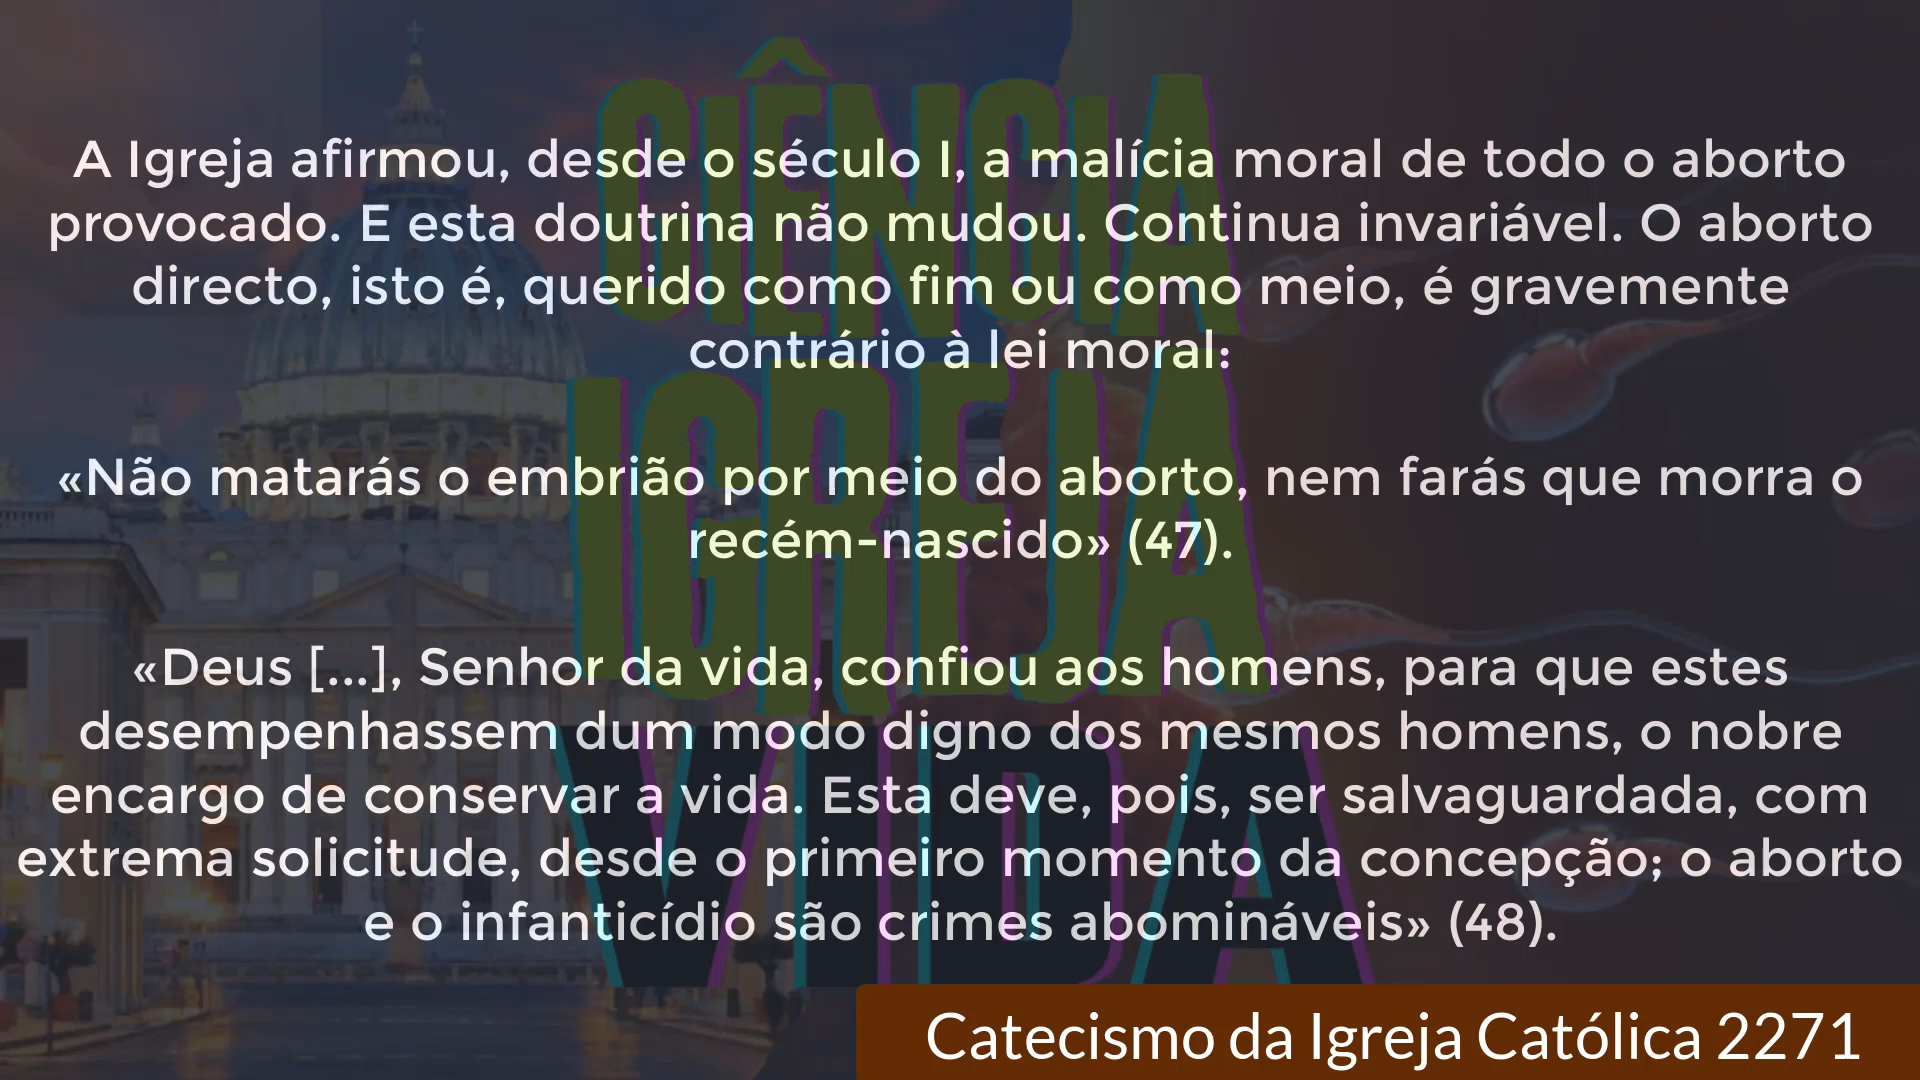 CIÊNCIA
IGREJA
VIDA
A Igreja afirmou, desde o século I, a malícia moral de todo o aborto
provocado. E esta doutrina não mudou. Continua invariável. O aborto
directo, isto é, querido como fim ou como meio, é gravemente
contrário à lei moral:
«Não matarás o embrião por meio do aborto, nem farás que morra o
recém-nascido» (47).
«Deus [...], Senhor da vida, confiou aos homens, para que estes
desempenhassem dum modo digno dos mesmos homens, o nobre
encargo de conservar a vida. Esta deve, pois, ser salvaguardada, com
extrema solicitude, desde o primeiro momento da concepção; o aborto
e o infanticídio são crimes abomináveis» (48).
Catecismo da Igreja Católica 2271